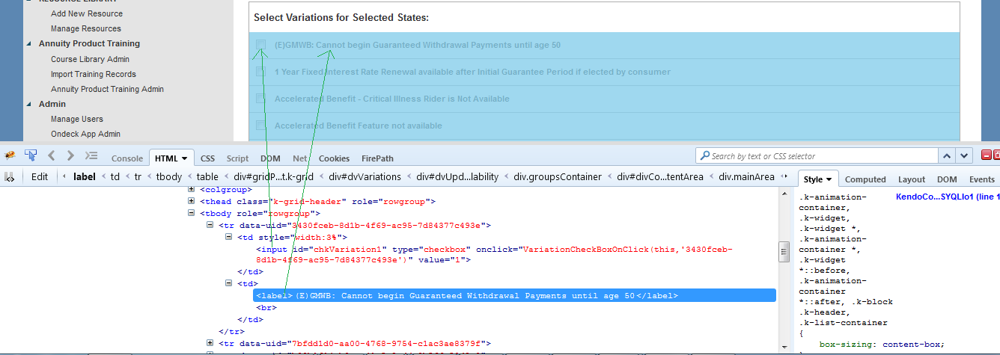 RESOURCE LIBRARY
Add New Resource
Manage Resources
Annuity Product Training
Course Library Admin
Import Training Records
Annuity Product Training Admin
Admin
Manage Users
Ondeck App Admin
Select Variations for Selected States:
(E)GMWB: Cannot begin Guaranteed Withdrawal Payments until age 50
1 Year Fixed Interest Rate Renewal available after Initial Guarantee Period if elected by consumer
Accelerated Benefit - Critical Illness Rider is Not Available
Accelerated Benefit Feature not available
Console HTML CSS Script DOM Net Cookies FirePath
Search by text or CSS selector
Edit label < td < tr < tbody < table < div#gridP...t.k-grid < div#dvVariations < div#dvUpd...lability < div.groupsContainer < div#divCo...tentArea < div.mainArea
<colgroup>
<thead class="k-grid-header" role="rowgroup">
<tbody role="rowgroup">
<tr data-uid="3430fceb-8d1b-4f69-ac95-7d84377c493e">
<td style="width:3%">
<input id="chkVariation1" type="checkbox" onclick="VariationCheckBoxOnClick(this,'3430fceb-
8d1b-4f69-ac95-7d84377c493e')" value="1">
</td>
<td>
<label>(E)GMWB: Cannot begin Guaranteed Withdrawal Payments until age 50</label>
<br>
</td>
</tr>
<tr data-uid="7bfdd1d0-aa00-4768-9754-c1ac3ae8379f">
Style Computed Layout DOM Events
.k-animation- KendoCo...SYQLIo1 (line 1
container,
.k-widget,
.k-widget *,
.k-animation-
container *,
.k-widget
*::before,
.k-animation-
container
*::after, .k-block
.k-header,
.k-list-container
{
box-sizing: content-box;